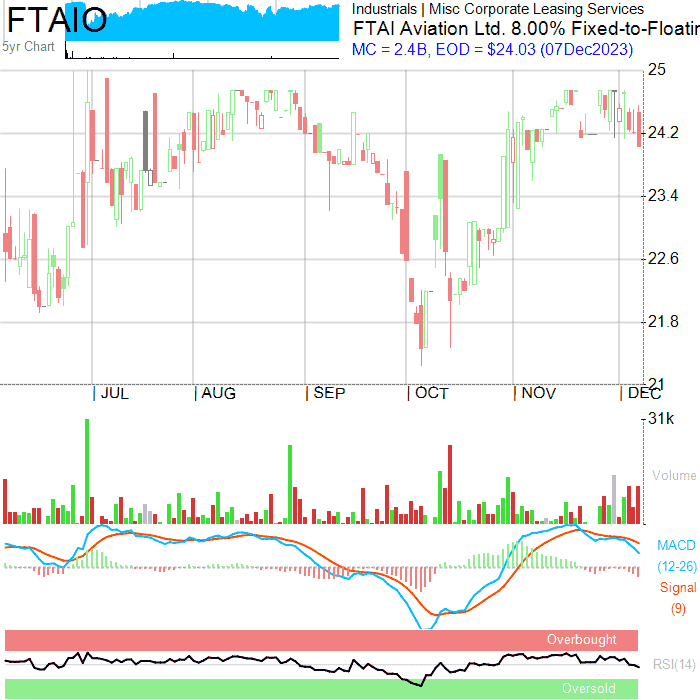 FTAIO
5yr Chart
Industrials | Misc Corporate Leasing Services
FTAI Aviation Ltd. 8.00% Fixed-to-Floatin
MC = 2.4B, EOD = $24.03 (07Dec2023)
25
24.2
23.4
22.6
21.8
21
JUL AUG SEP OCT NOV DEC
31k
Volume
MACD
(12-26)
Signal
(9)
Overbought
RSI(14)
Oversold